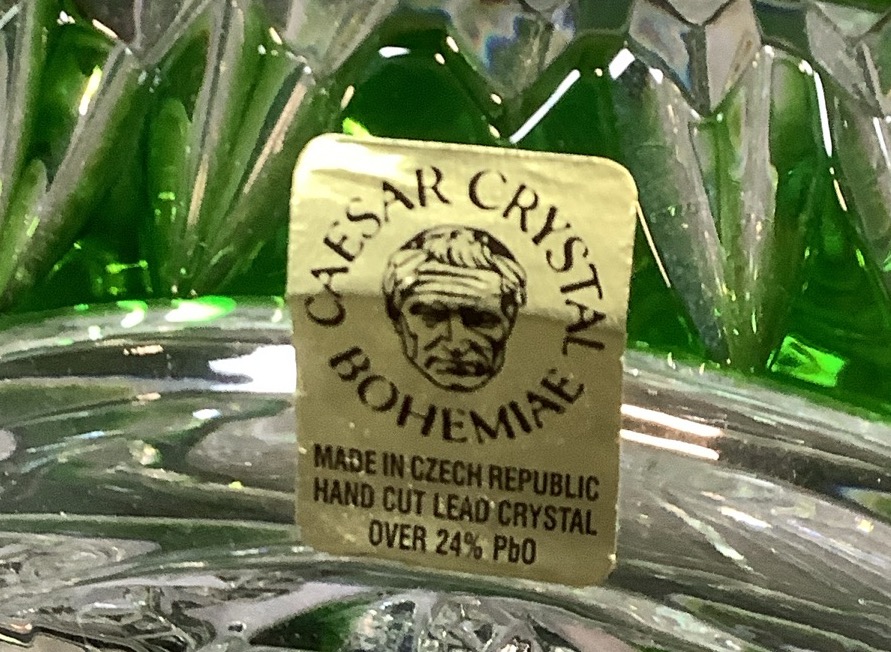 CAESAR CRYSTAL
BOHEMIAE
MADE IN CZECH REPUBLIC
HAND CUT LEAD CRYSTAL
OVER 24% PbO